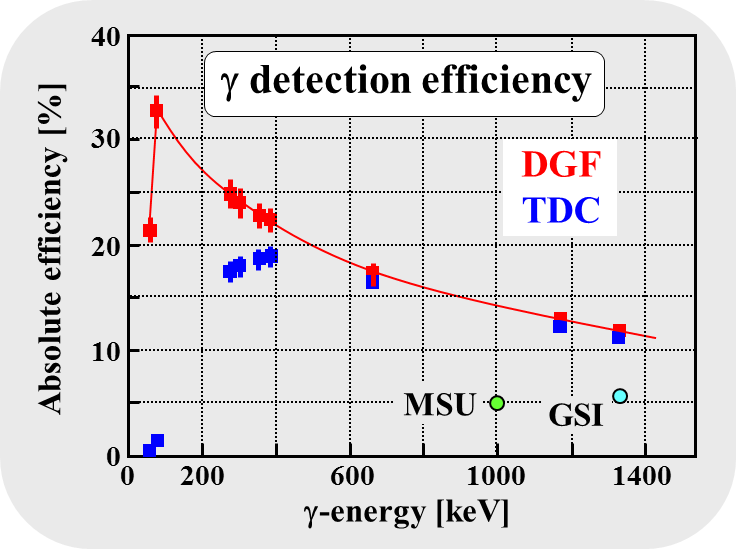 γ detection efficiency
Absolute efficiency [%]
40
30
20
10
0
DGF
TDC
MSU
GSI
0 200 600 1000 1400
γ-energy [keV]